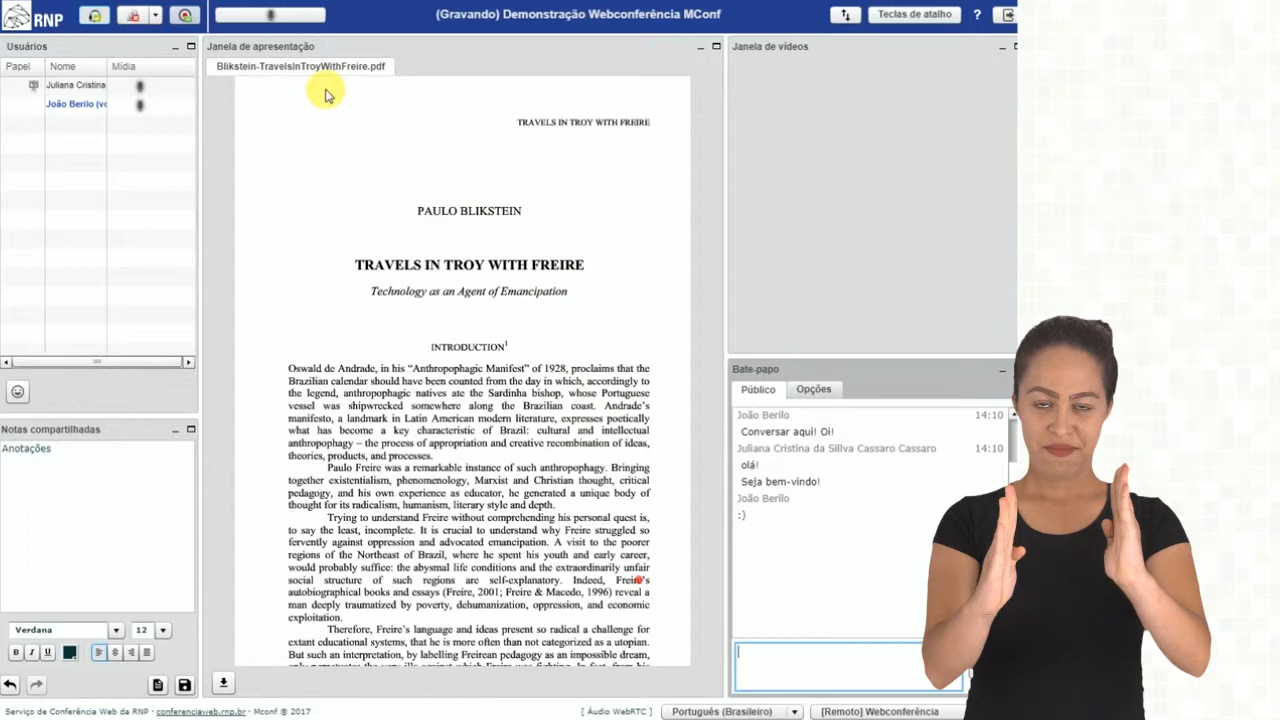 RNP
(Gravando) Demonstração Webconferência MConf
Teclas de atalho
?
Usuários
Papel Nome Mídia
Juliana Cristina
João Berilo (vo
Notas compartilhadas
Anotações
Verdana 12
B I U
Janela de apresentação
Blikstein-TravelsInTroyWithFreire.pdf
TRAVELS IN TROY WITH FREIRE
PAULO BLIKSTEIN
TRAVELS IN TROY WITH FREIRE
Technology as an Agent of Emancipation
INTRODUCTION1
Oswald de Andrade, in his “Anthropophagic Manifest” of 1928, proclaims that the
Brazilian calendar should have been counted from the day in which, accordingly to
the legend, anthropophagic natives ate the Sardinha bishop, whose Portuguese
vessel was shipwrecked somewhere along the Brazilian coast. Andrade’s
manifesto, a landmark in Latin American modern literature, expresses poetically
what has become a key characteristic of Brazil: cultural and intellectual
anthropophagy – the process of appropriation and creative recombination of ideas,
theories, products, and processes.
Paulo Freire was a remarkable instance of such anthropophagy. Bringing
together existentialism, phenomenology, Marxist and Christian thought, critical
pedagogy, and his own experience as educator, he generated a unique body of
thought for its radicalism, humanism, literary style and depth.
Trying to understand Freire without comprehending his personal quest is,
to say the least, incomplete. It is crucial to understand why Freire struggled so
fervently against oppression and advocated emancipation. A visit to the poorer
regions of the Northeast of Brazil, where he spent his youth and early career,
would probably suffice: the abysmal life conditions and the extraordinarily unfair
social structure of such regions are self-explanatory. Indeed, Freire’s
autobiographical books and essays (Freire, 2001; Freire & Macedo, 1996) reveal a
man deeply traumatized by poverty, dehumanization, oppression, and economic
exploitation.
Therefore, Freire’s language and ideas present so radical a challenge for
extant educational systems, that he is more often than not categorized as a utopian.
But such an interpretation, by labelling Freirean pedagogy as an impossible dream,
Janela de vídeos
Bate-papo
Público Opções
João Berilo 14:10
Conversar aqui! Oi!
Juliana Cristina da Sillva Cassaro Cassaro 14:10
olá!
Seja bem-vindo!
João Berilo
:)
Serviço de Conferência Web da RNP - conferenciaweb.rnp.br - Mconf @ 2017
[ Áudio WebRTC ]
Português (Brasileiro)
[Remoto] Webconferência